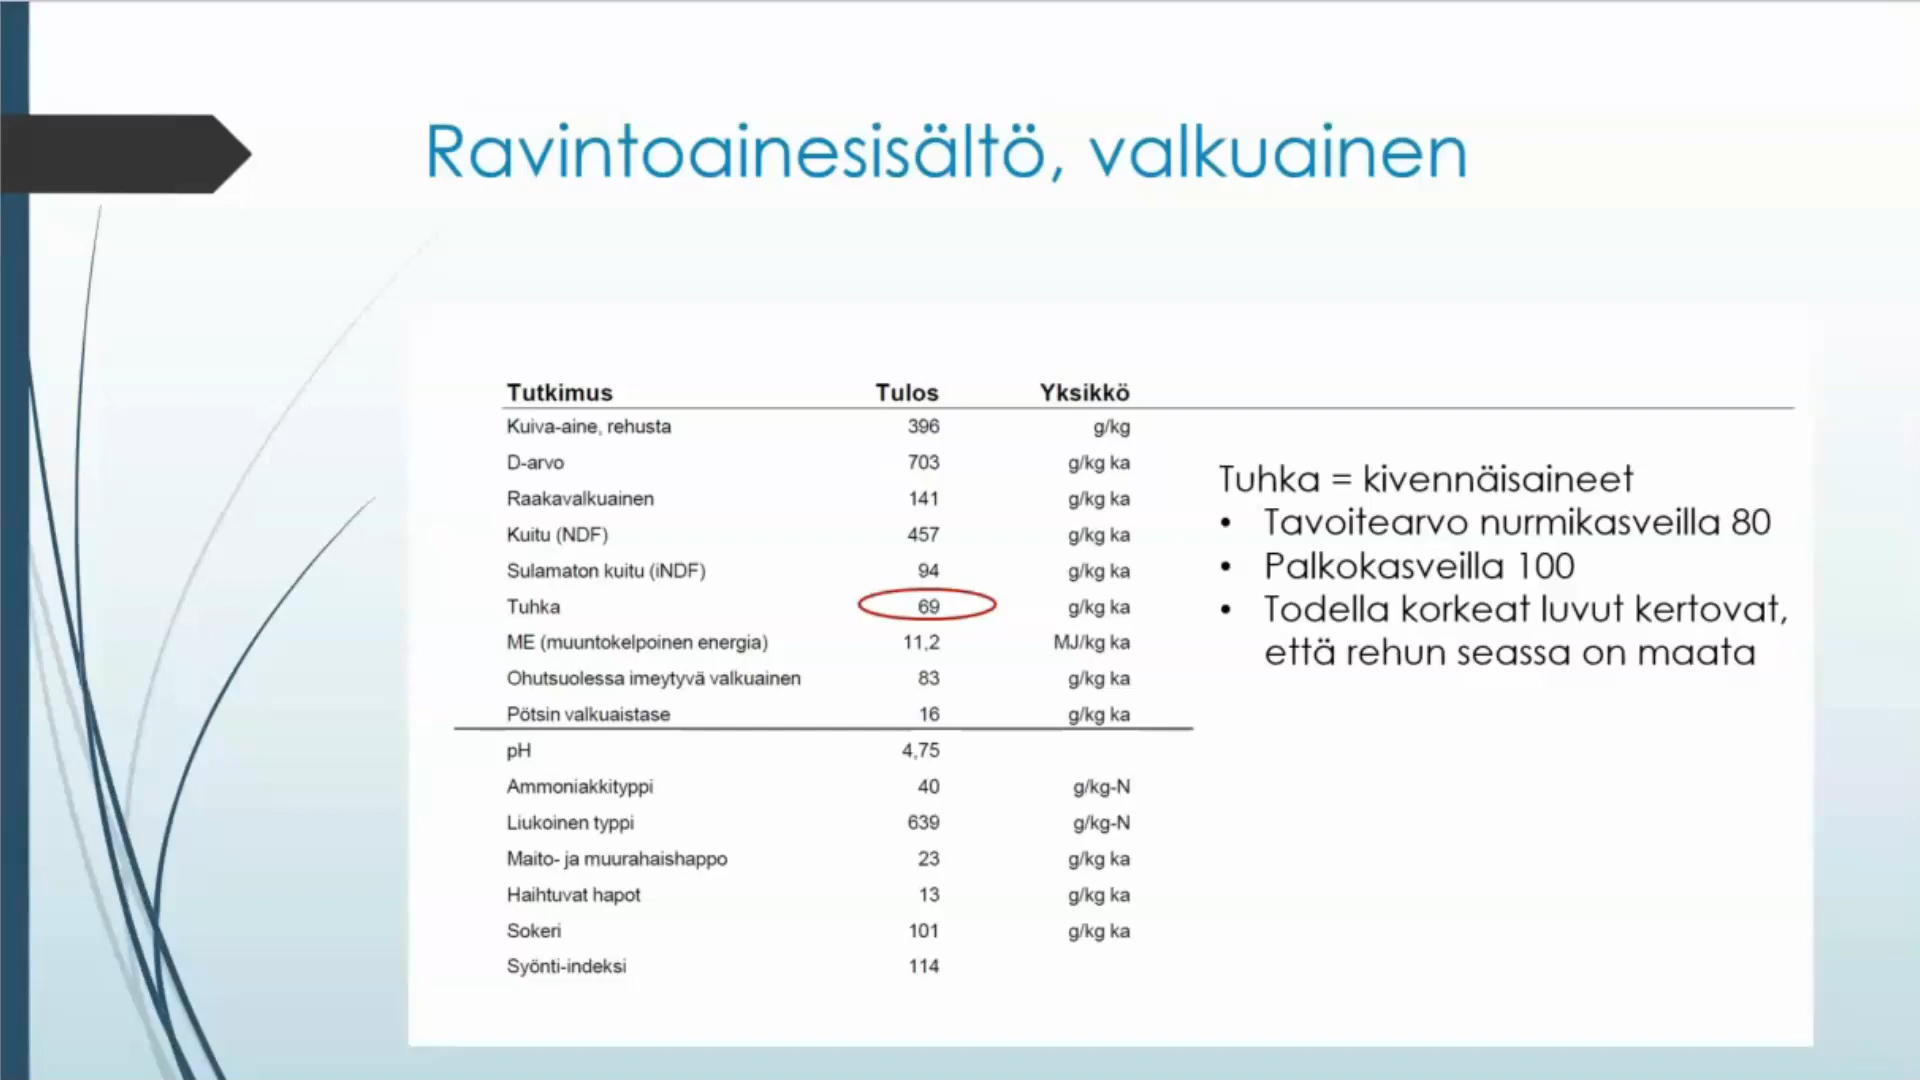 Ravintoainesisältö, valkuainen
Tutkimus Tulos Yksikkö
Kuiva-aine, rehusta 396 g/kg
D-arvo 703 g/kg ka
Raakavalkuainen 141 g/kg ka
Kuitu (NDF) 457 g/kg ka
Sulamaton kuitu (iNDF) 94 g/kg ka
Tuhka 69 g/kg ka
ME (muuntokelpoinen energia) 11,2 MJ/kg ka
Ohutsuolessa imeytyvä valkuainen 83 g/kg ka
Pötsin valkuaistase 16 g/kg ka
pH 4,75
Ammoniakkityppi 40 g/kg-N
Liukoinen typpi 639 g/kg-N
Maito- ja muurahaishappo 23 g/kg ka
Haihtuvat hapot 13 g/kg ka
Sokeri 101 g/kg ka
Syönti-indeksi 114
Tuhka = kivennäisaineet
• Tavoitearvo nurmikasveilla 80
• Palkokasveilla 100
• Todella korkeat luvut kertovat,
että rehun seassa on maata